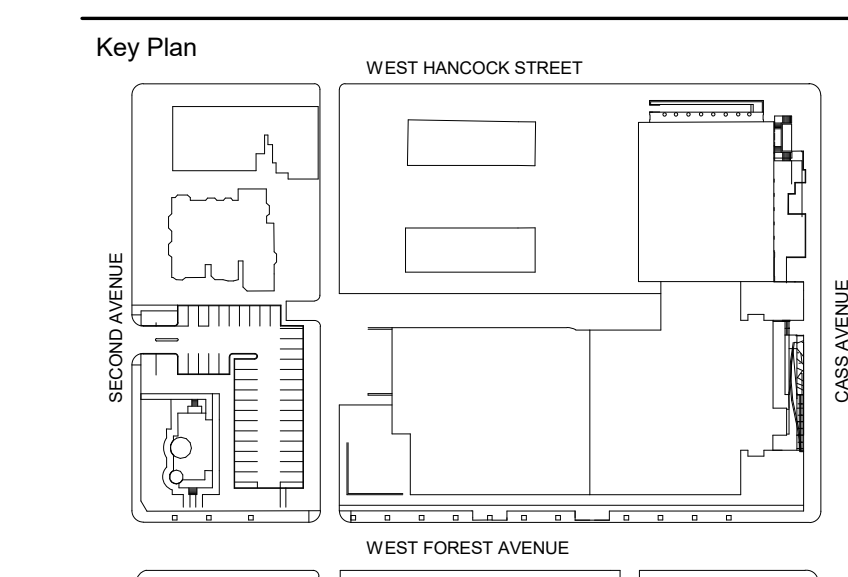 Key Plan
WEST HANCOCK STREET
SECOND AVENUE
CASS AVENUE
WEST FOREST AVENUE